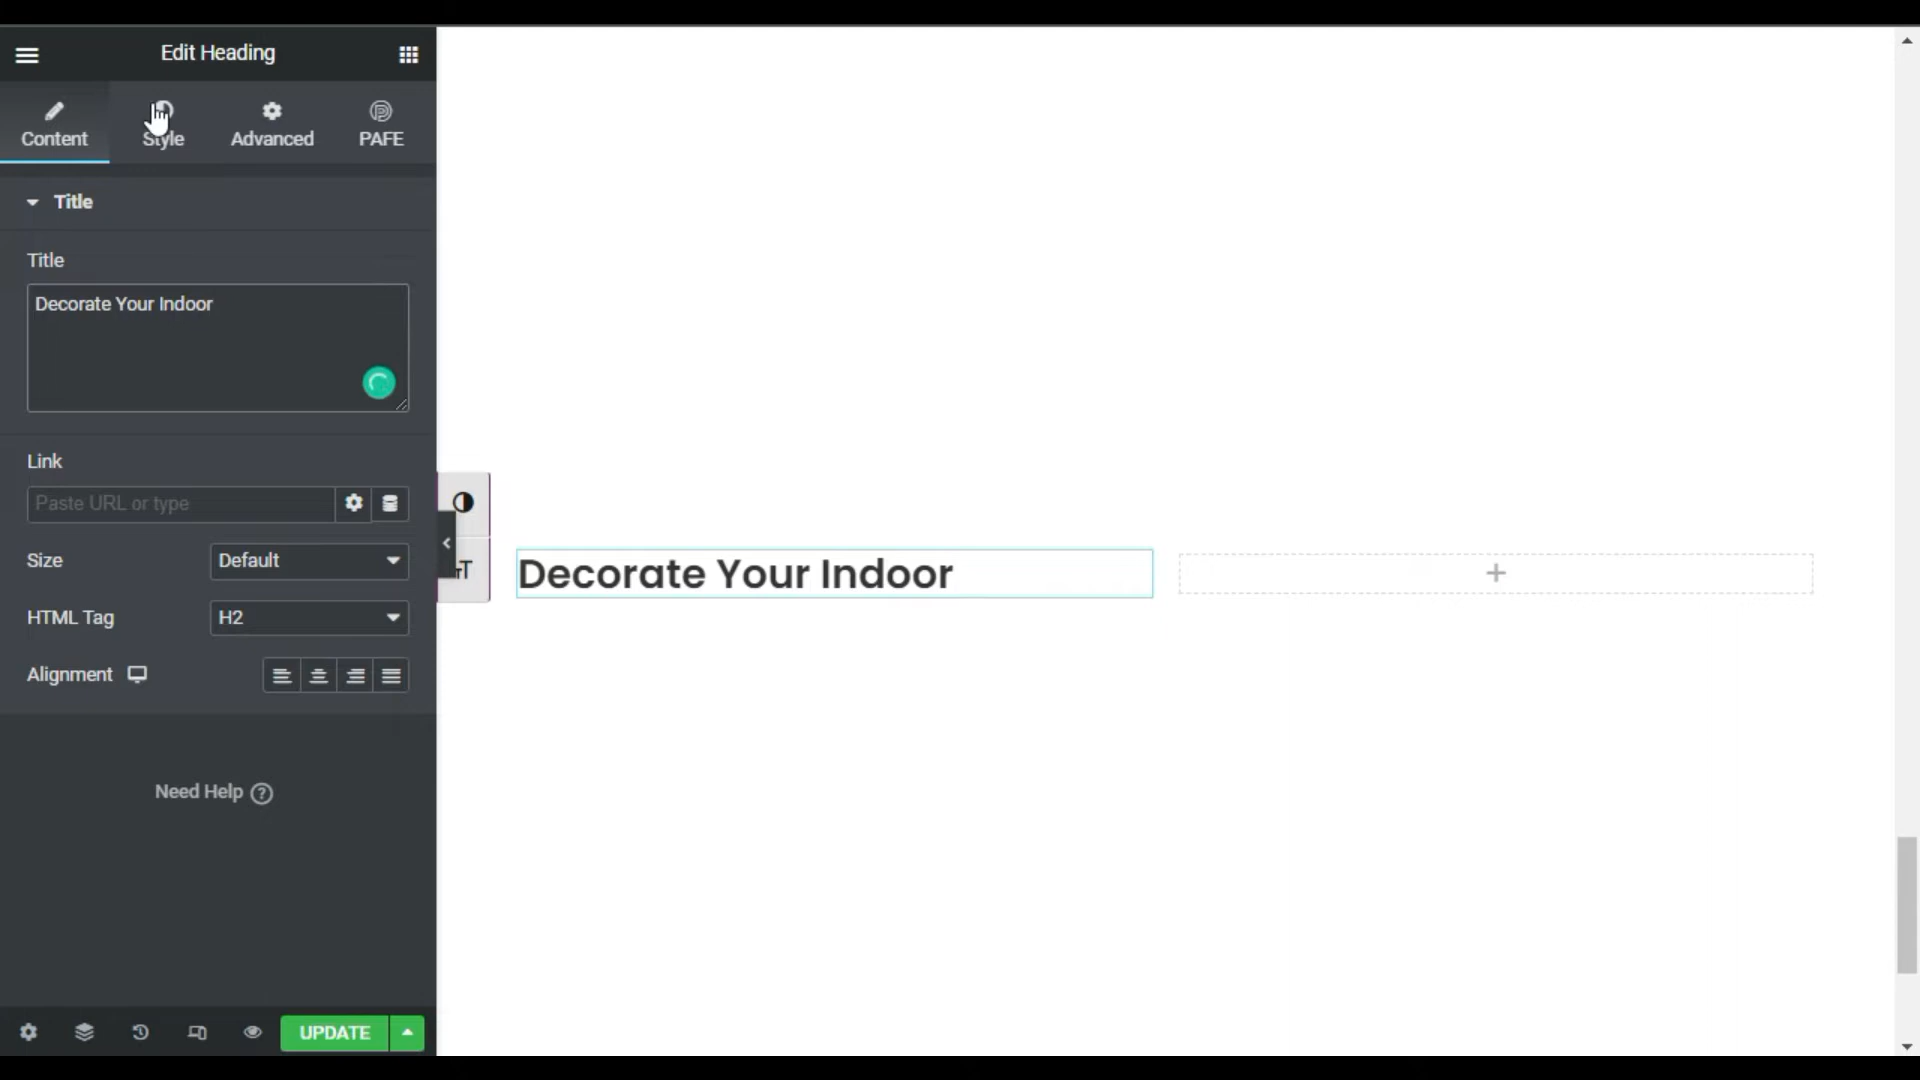 Edit Heading
Content
Style
Advanced
PAFE
Title
Title
Decorate Your Indoor
Link
Paste URL or type
Size
Default
HTML Tag
H2
Alignment
Need Help
UPDATE
Decorate Your Indoor